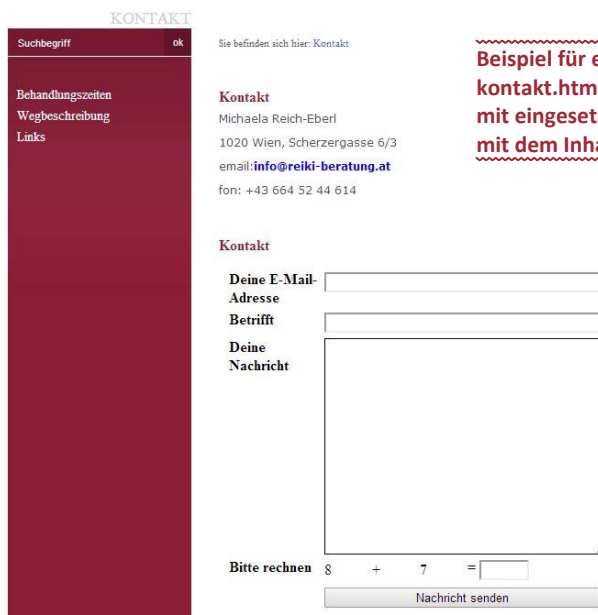 KONTAKT
Suchbegriff ok
Behandlungszeiten
Wegbeschreibung
Links
Sie befinden sich hier: Kontakt
Beispiel für
kontakt.htm
mit eingeset
mit dem Inha
Kontakt
Michaela Reich-Eberl
1020 Wien, Scherzergasse 6/3
email:info@reiki-beratung.at
fon: +43 664 52 44 614
Kontakt
Deine E-Mail-
Adresse
Betrifft
Deine
Nachricht
Bitte rechnen 8 + 7 =
Nachricht senden